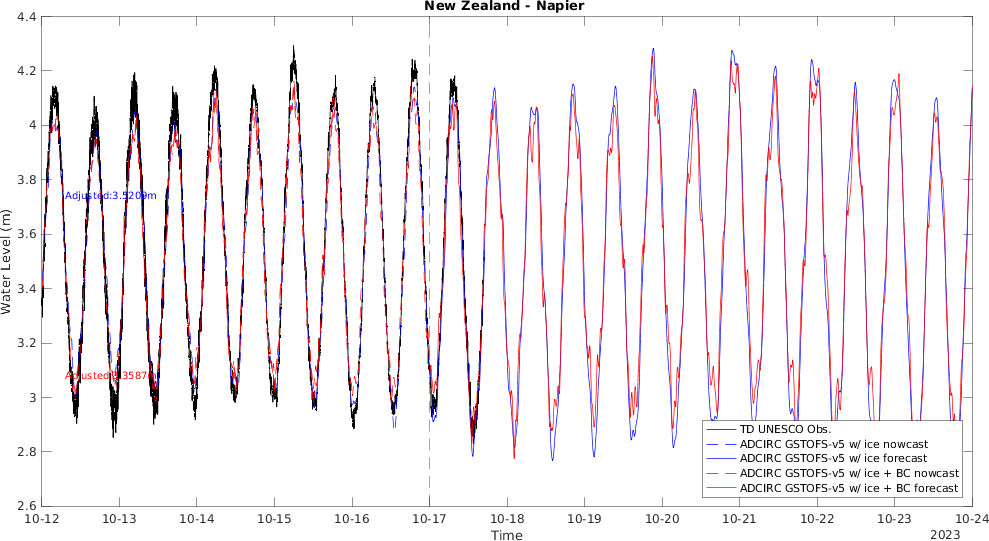 New Zealand - Napier
4.4
4.2
4
3.8
3.6
3.4
3.2
3
2.8
2.6
Water Level (m)
Adjusted:3.5209m
TD UNESCO Obs.
ADCIRC GSTOFS-v5 w/ ice nowcast
ADCIRC GSTOFS-v5 w/ ice forecast
ADCIRC GSTOFS-v5 w/ ice + BC nowcast
ADCIRC GSTOFS-v5 w/ ice + BC forecast
10-12 10-13 10-14 10-15 10-16 10-17 10-18 10-19 10-20 10-21 10-22 10-23 10-24
Time 2023